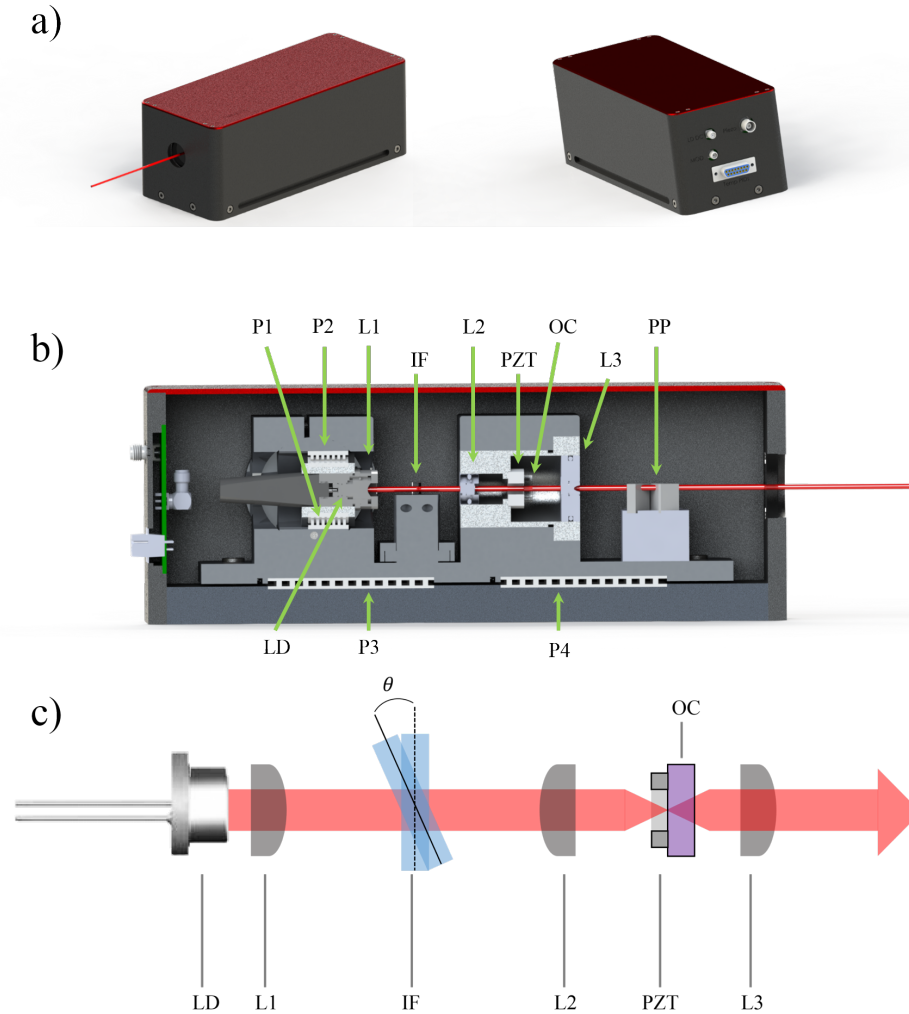 a)
b)
P1 P2 L1 IF L2 PZT OC L3 PP
LD P3 P4
c)
θ
OC
LD L1 IF L2 PZT L3